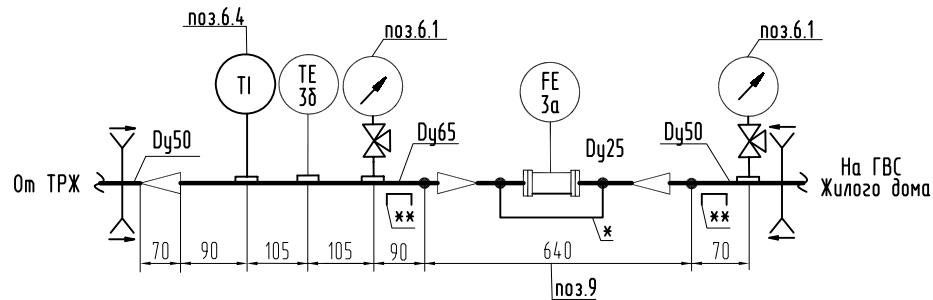 поз.6.4
поз.6.1
поз.6.1
TI
TE
3б
FE
3а
Dy50
Dy65
Dy25
Dy50
От ТРЖ
На ГВС
Жилого дома
**
*
**
70
90
105
105
90
640
70
поз.9